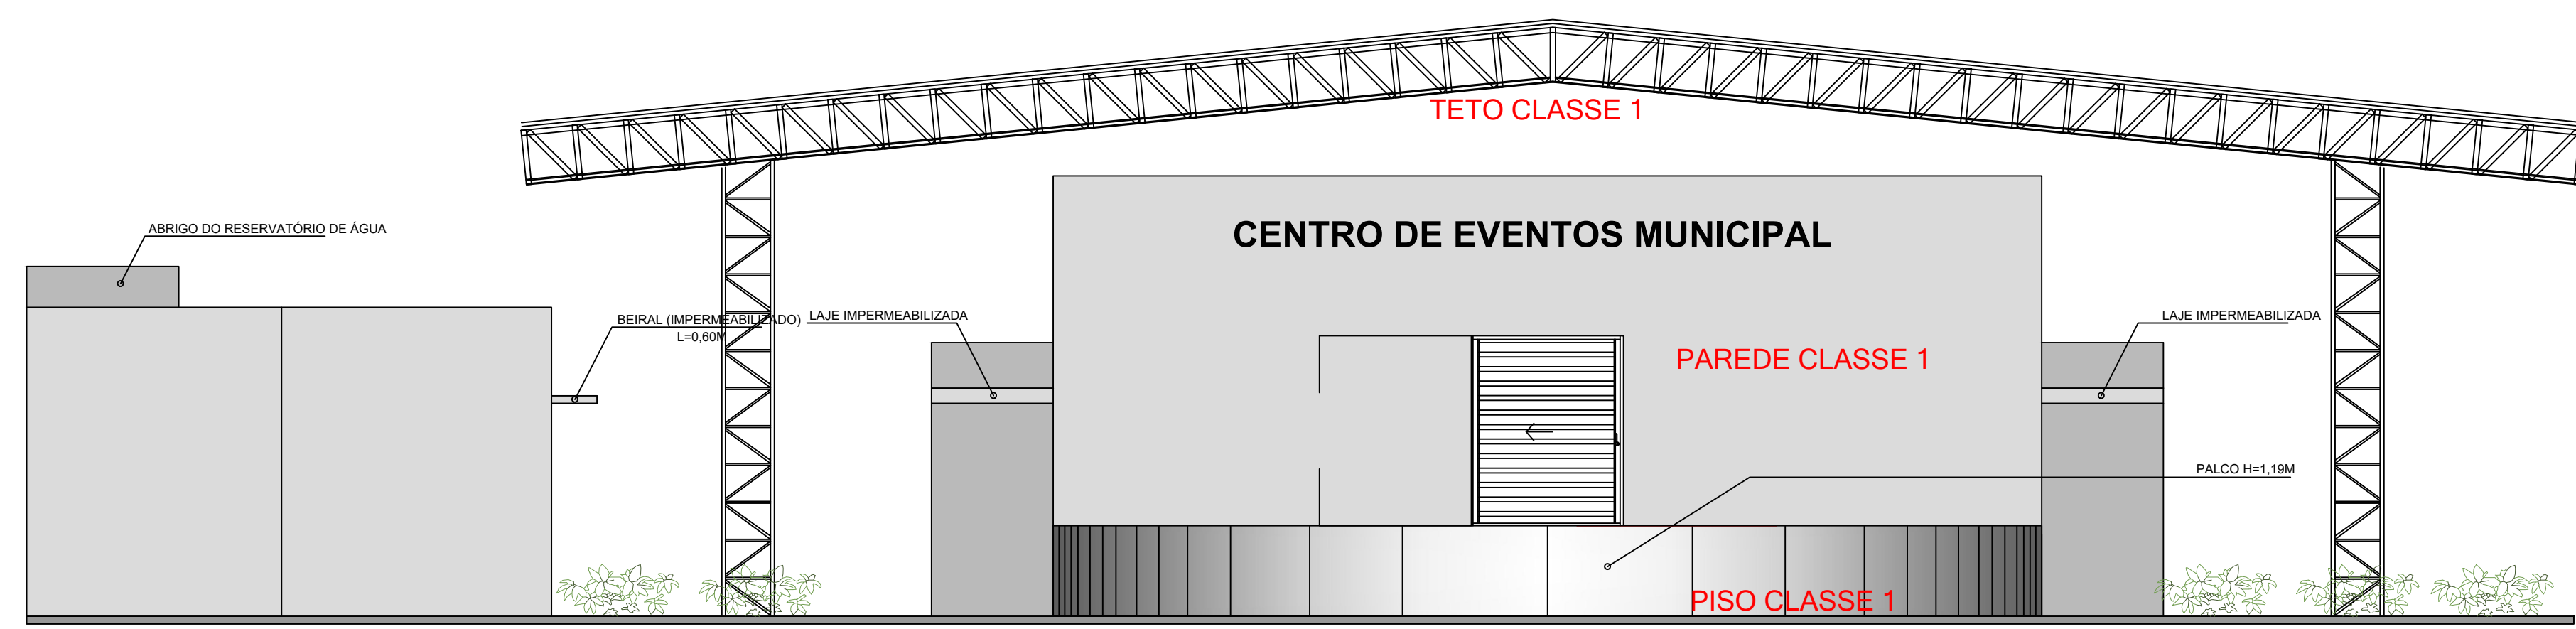 TETO CLASSE 1
CENTRO DE EVENTOS MUNICIPAL
ABRIGO DO RESERVATÓRIO DE ÁGUA
BEIRAL (IMPERMEABILIZADO)
L=0,60M
LAJE IMPERMEABILIZADA
LAJE IMPERMEABILIZADA
PAREDE CLASSE 1
PALCO H=1,19M
PISO CLASSE 1